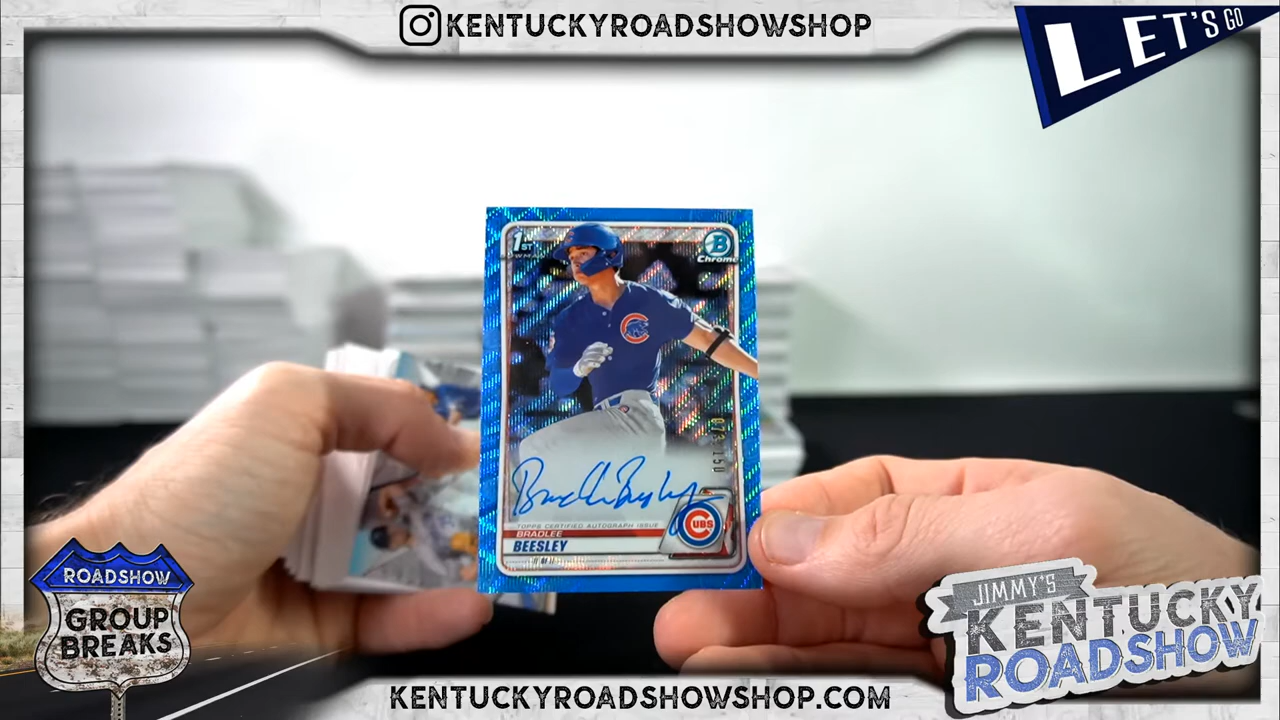 KENTUCKYROADSHOWSHOP
LET'S GO
1ST
B
Chrome
TOPPS CERTIFIED AUTOGRAPH ISSUE
BRADLEE
BEESLEY
CUBS
ROADSHOW
GROUP
BREAKS
JIMMY'S
KENTUCKY
ROADSHOW
KENTUCKYROADSHOWSHOP.COM